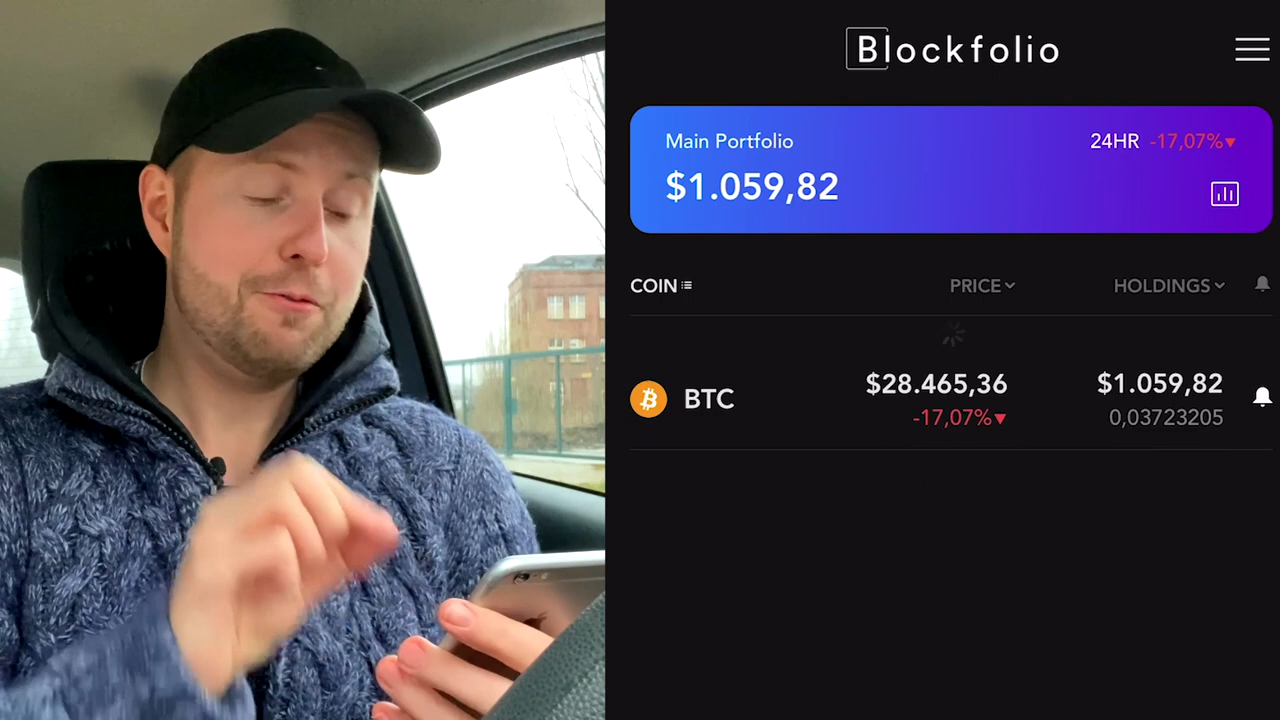 Blockfolio
Main Portfolio
24HR -17,07%▼
$1.059,82
COIN PRICE HOLDINGS
BTC $28.465,36 $1.059,82
-17,07%▼ 0,03723205